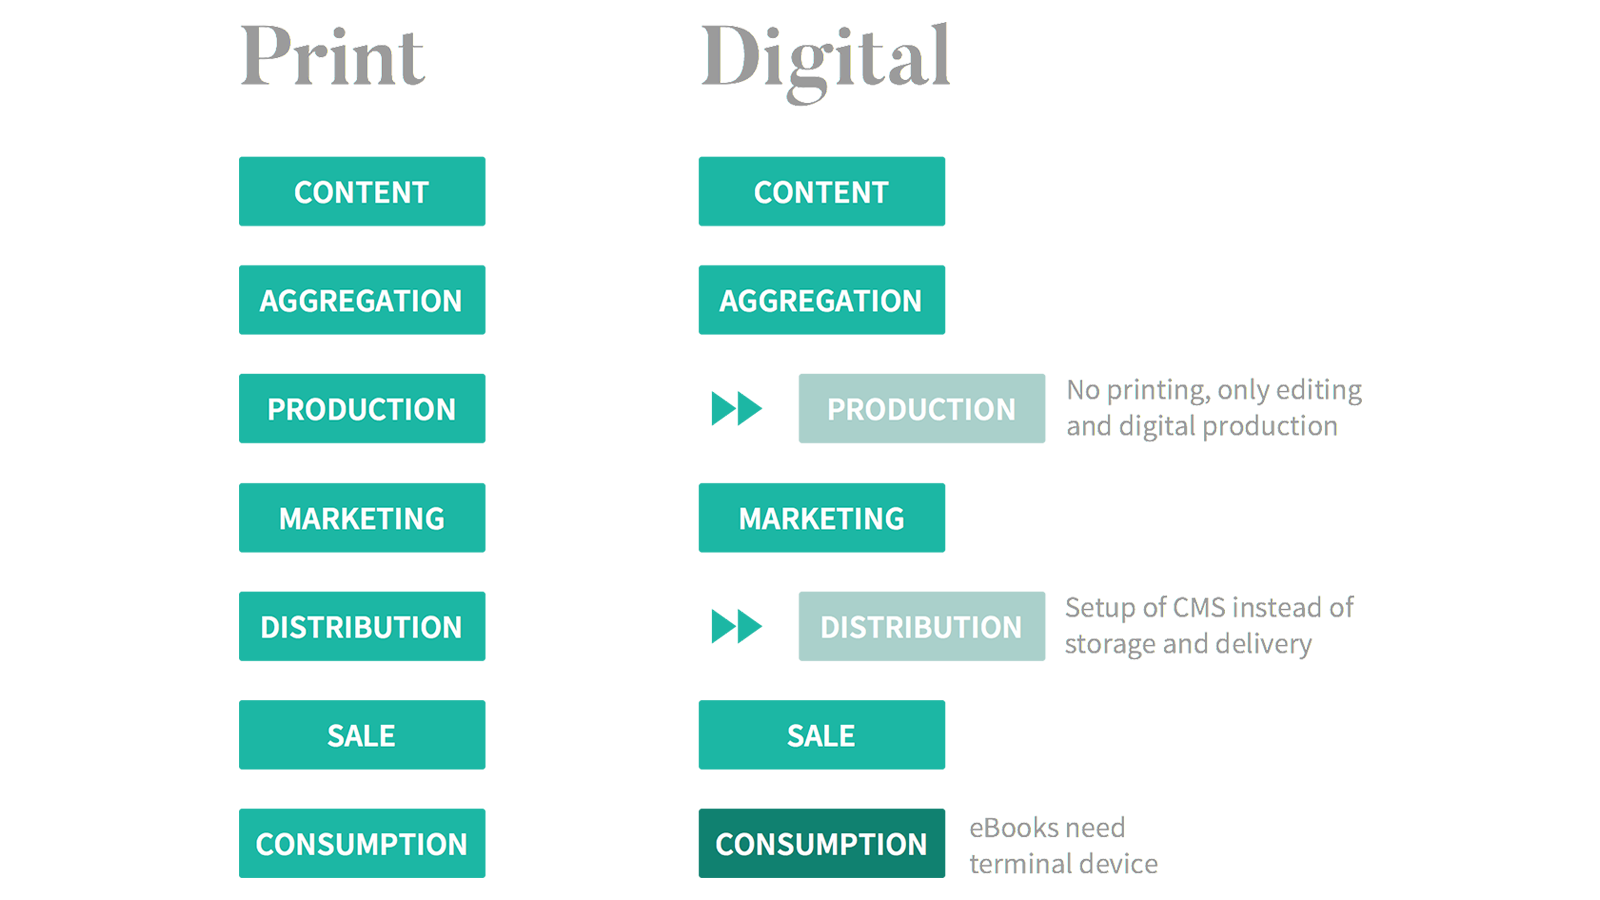 Print
Digital
CONTENT
CONTENT
AGGREGATION
AGGREGATION
PRODUCTION
PRODUCTION
No printing, only editing
and digital production
MARKETING
MARKETING
DISTRIBUTION
DISTRIBUTION
Setup of CMS instead of
storage and delivery
SALE
SALE
CONSUMPTION
CONSUMPTION
eBooks need
terminal device